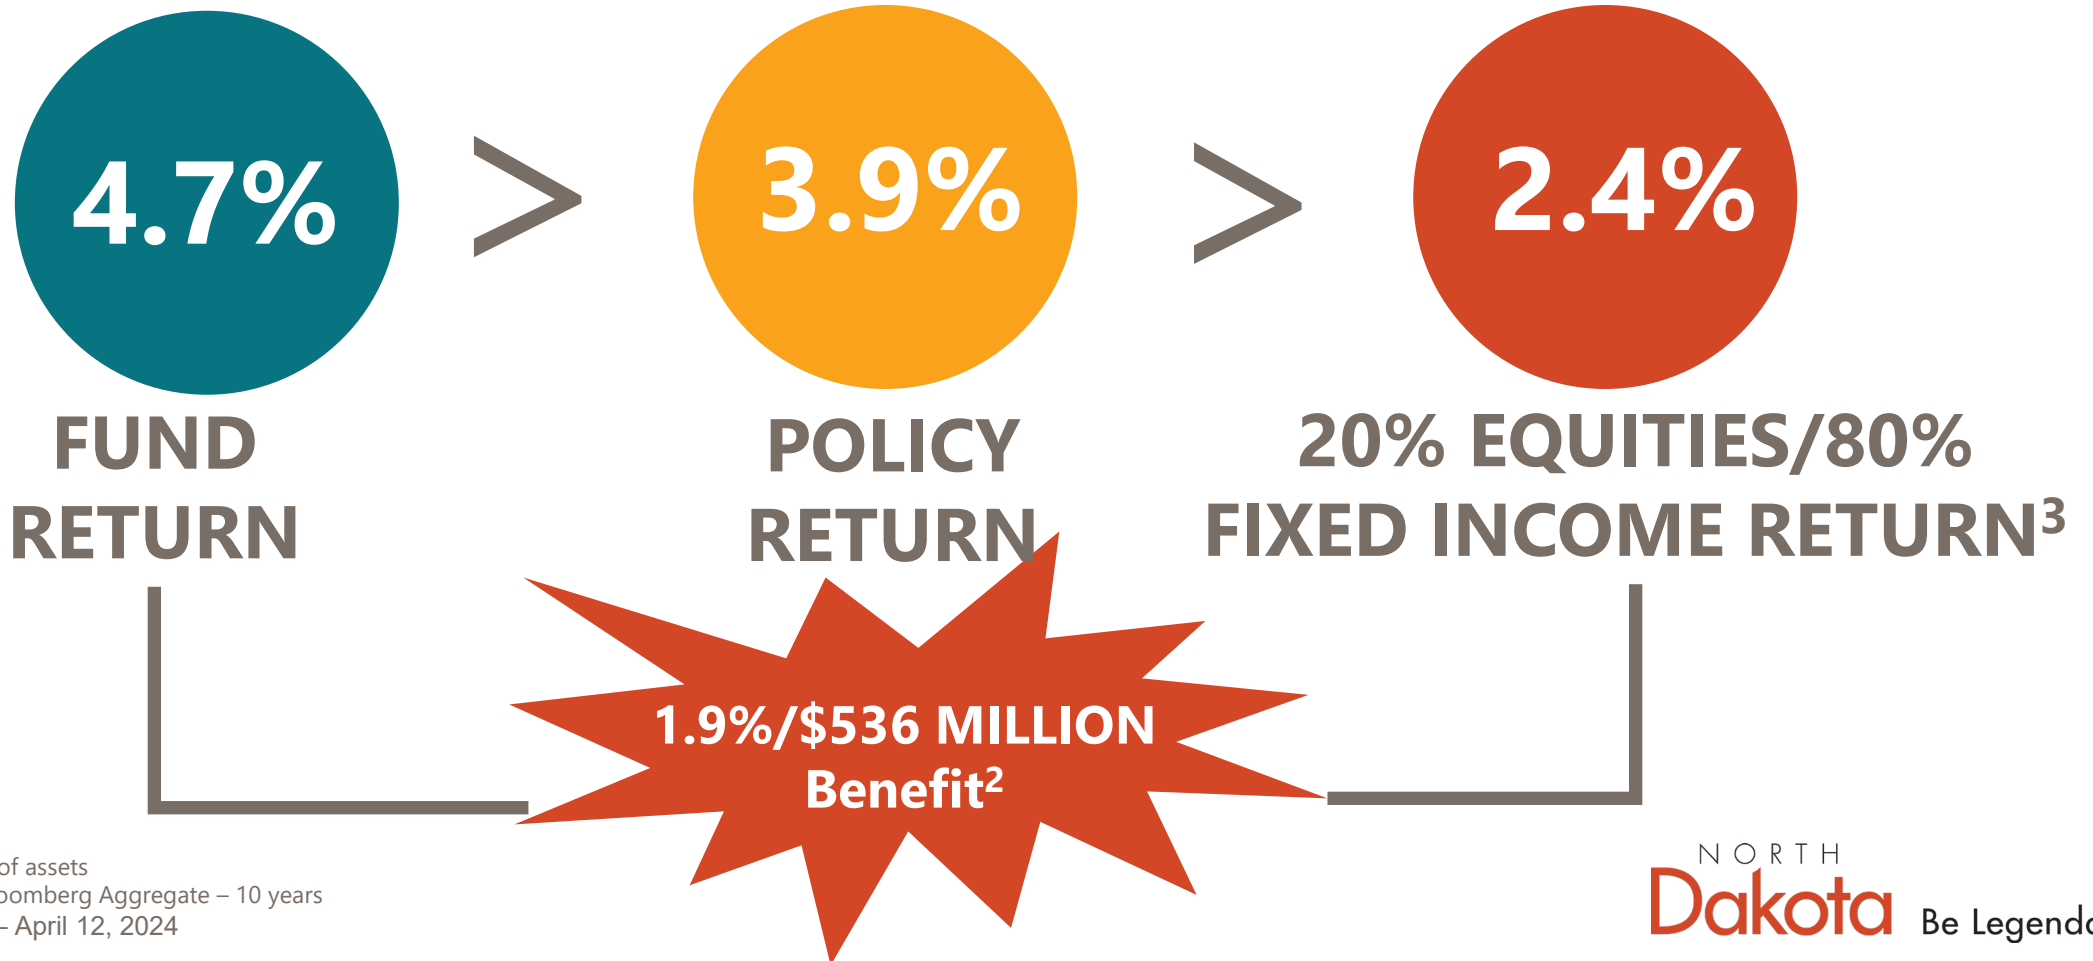 4.7%
>
3.9%
>
2.4%
FUND
RETURN
POLICY
RETURN
20% EQUITIES/80%
FIXED INCOME RETURN³
1.9%/$536 MILLION
Benefit²
of assets
Aggregate – 10 years
– April 12, 2024
NORTH
Dakota Be